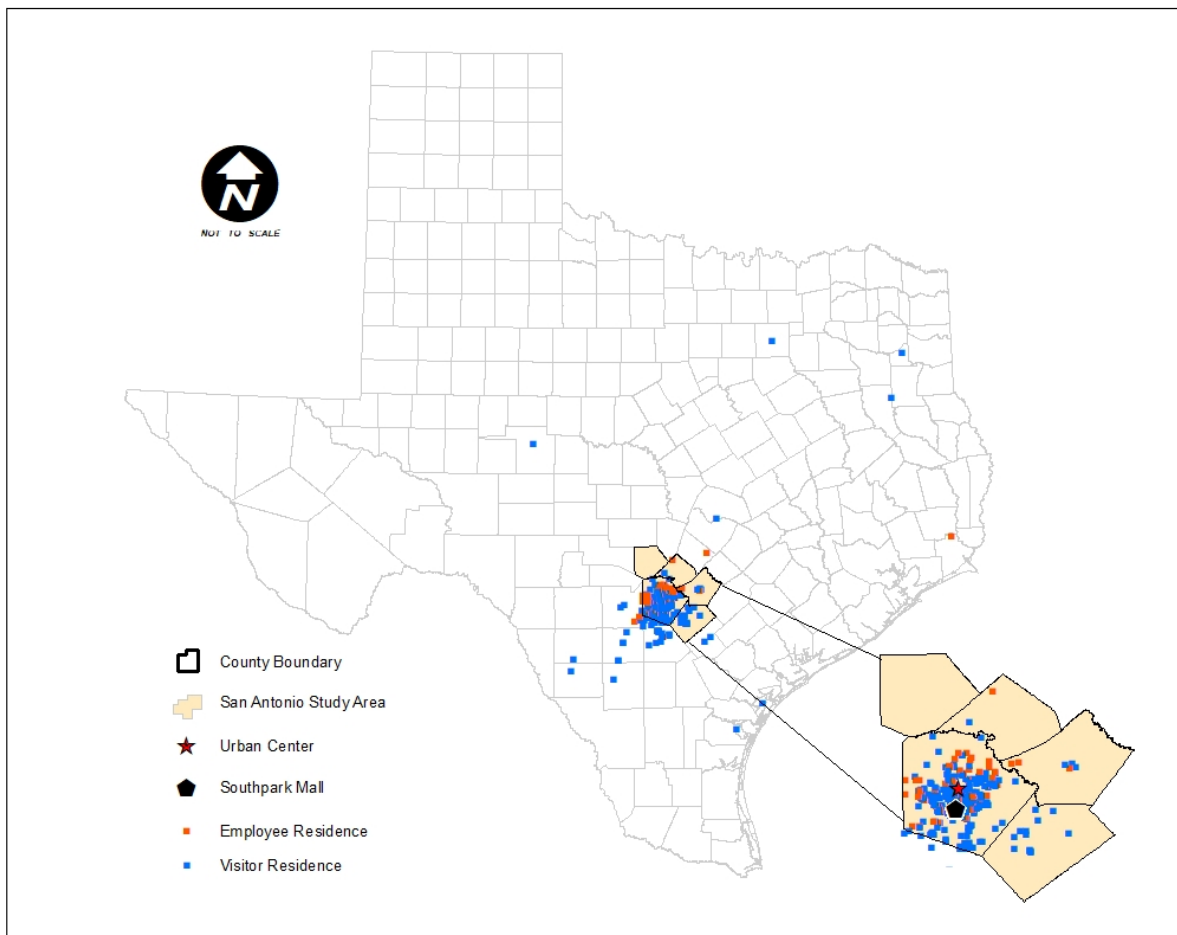 N
NOT TO SCALE
County Boundary
San Antonio Study Area
Urban Center
Southpark Mall
Employee Residence
Visitor Residence